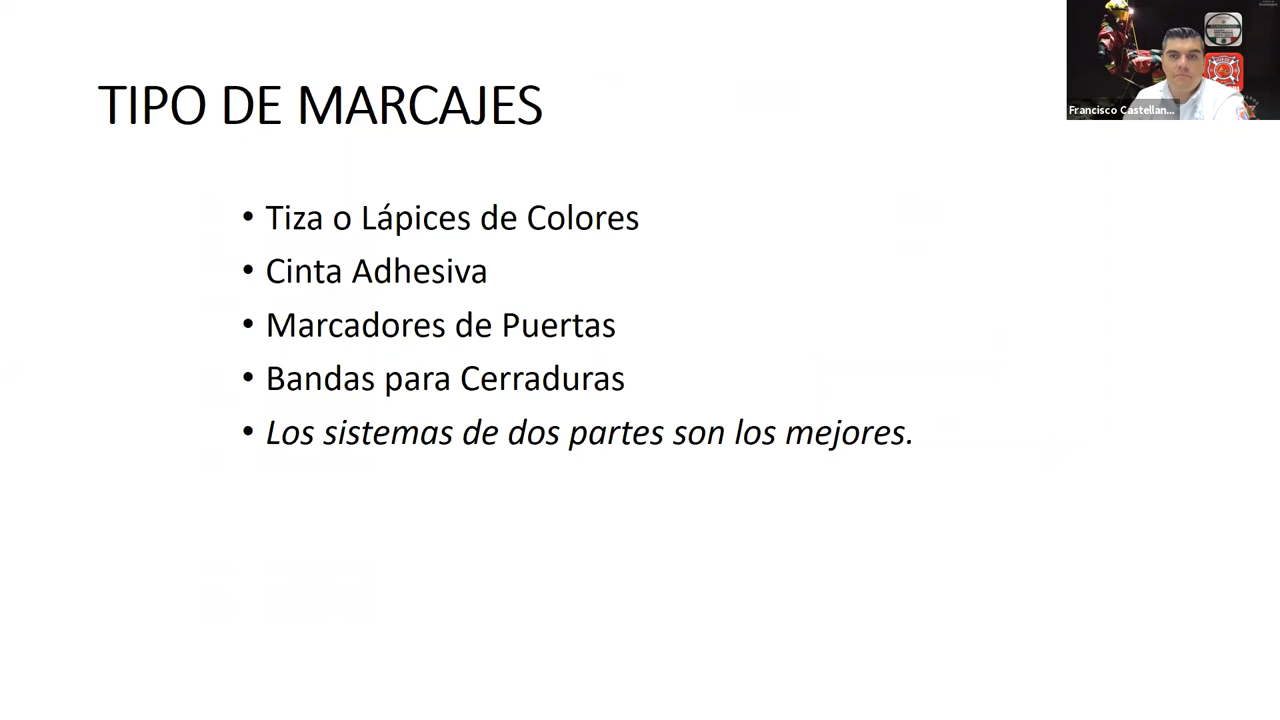 TIPO DE MARCAJES
Francisco Castellan...
• Tiza o Lápices de Colores
• Cinta Adhesiva
• Marcadores de Puertas
• Bandas para Cerraduras
• Los sistemas de dos partes son los mejores.